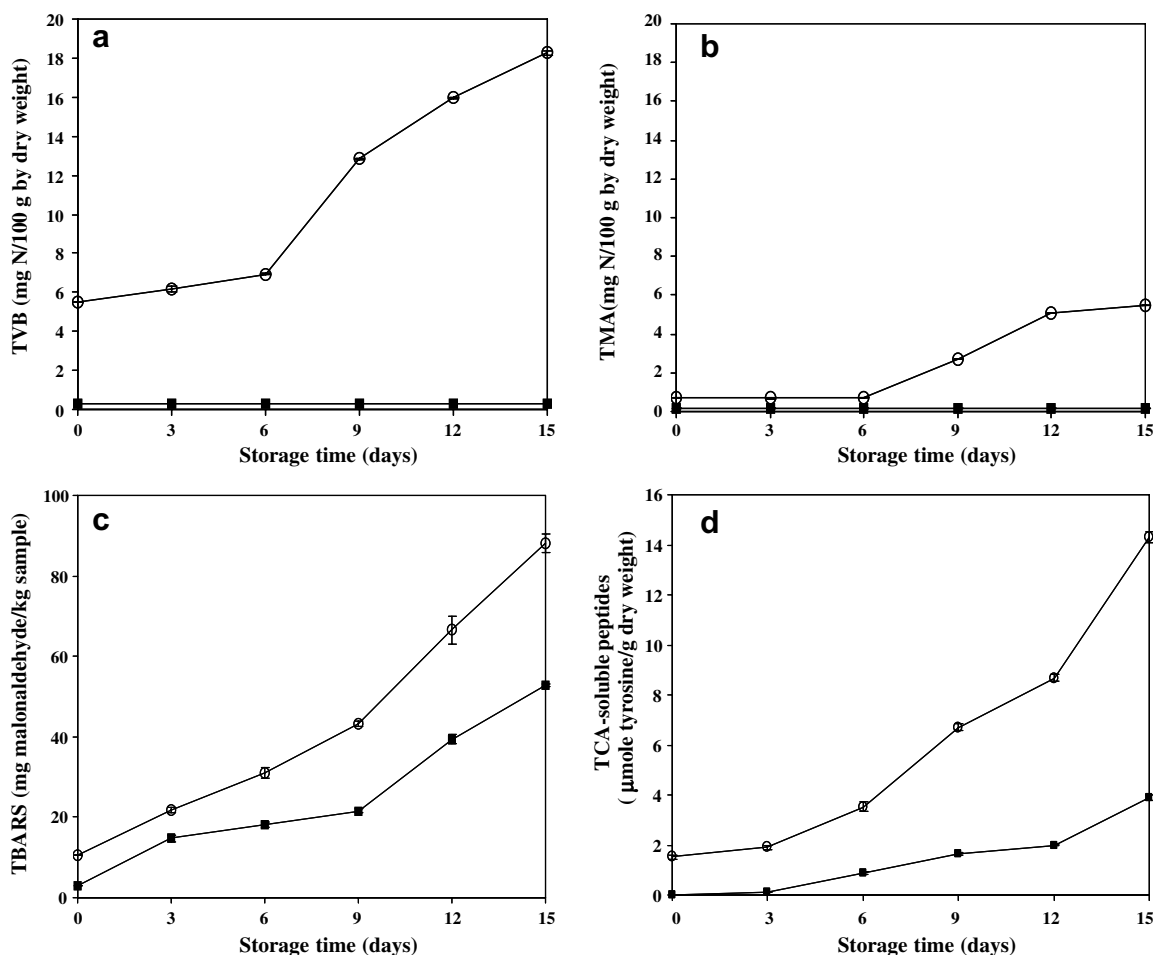 a
20
18
16
14
12
10
8
6
4
2
0
TVB (mg N/100 g by dry weight)
0 3 6 9 12 15
Storage time (days)
b
20
18
16
14
12
10
8
6
4
2
0
TMA(mg N/100 g by dry weight)
0 3 6 9 12 15
Storage time (days)
c
100
80
60
40
20
0
TBARS (mg malonaldehyde/kg sample)
0 3 6 9 12 15
Storage time (days)
d
16
14
12
10
8
6
4
2
0
TCA-soluble peptides
( μmole tyrosine/g dry weight)
0 3 6 9 12 15
Storage time (days)